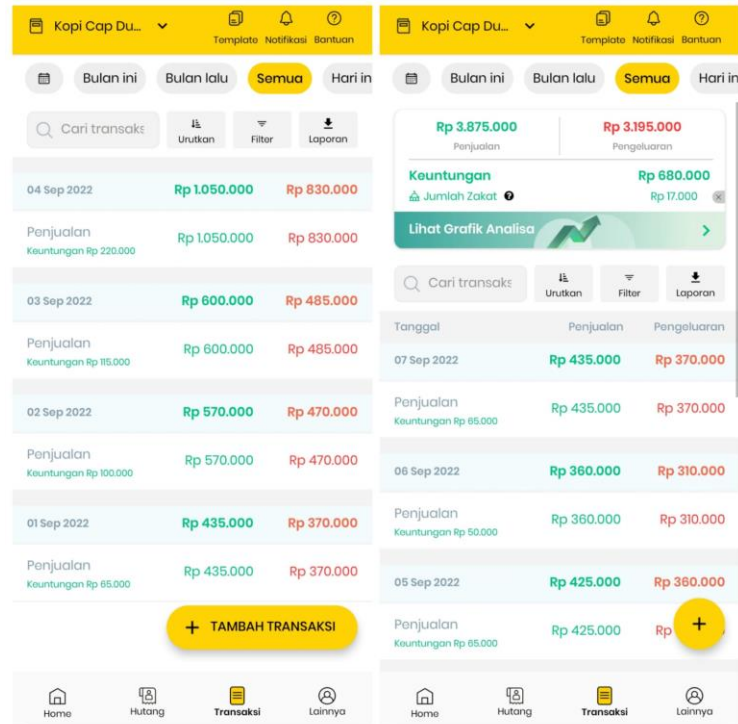 Kopi Cap Du...
Template Notifikasi Bantuan
Bulan ini Bulan lalu Semua Hari in
Cari transaks Urutkan Filter Laporan
04 Sep 2022 Rp 1.050.000 Rp 830.000
Penjualan Rp 1.050.000 Rp 830.000
Keuntungan Rp 220.000
03 Sep 2022 Rp 600.000 Rp 485.000
Penjualan Rp 600.000 Rp 485.000
Keuntungan Rp 115.000
02 Sep 2022 Rp 570.000 Rp 470.000
Penjualan Rp 570.000 Rp 470.000
Keuntungan Rp 100.000
01 Sep 2022 Rp 435.000 Rp 370.000
Penjualan Rp 435.000 Rp 370.000
Keuntungan Rp 65.000
+ TAMBAH TRANSAKSI
Home Hutang Transaksi Lainnya
Kopi Cap Du...
Template Notifikasi Bantuan
Bulan ini Bulan lalu Semua Hari in
Rp 3.875.000 Rp 3.195.000
Penjualan Pengeluaran
Keuntungan Rp 680.000
Jumlah Zakat Rp 17.000
Lihat Grafik Analisa
Cari transaks Urutkan Filter Laporan
Tanggal Penjualan Pengeluaran
07 Sep 2022 Rp 435.000 Rp 370.000
Penjualan Rp 435.000 Rp 370.000
Keuntungan Rp 65.000
06 Sep 2022 Rp 360.000 Rp 310.000
Penjualan Rp 360.000 Rp 310.000
Keuntungan Rp 50.000
05 Sep 2022 Rp 425.000 Rp 360.000
Penjualan Rp 425.000 Rp
Keuntungan Rp 65.000
+
Home Hutang Transaksi Lainnya